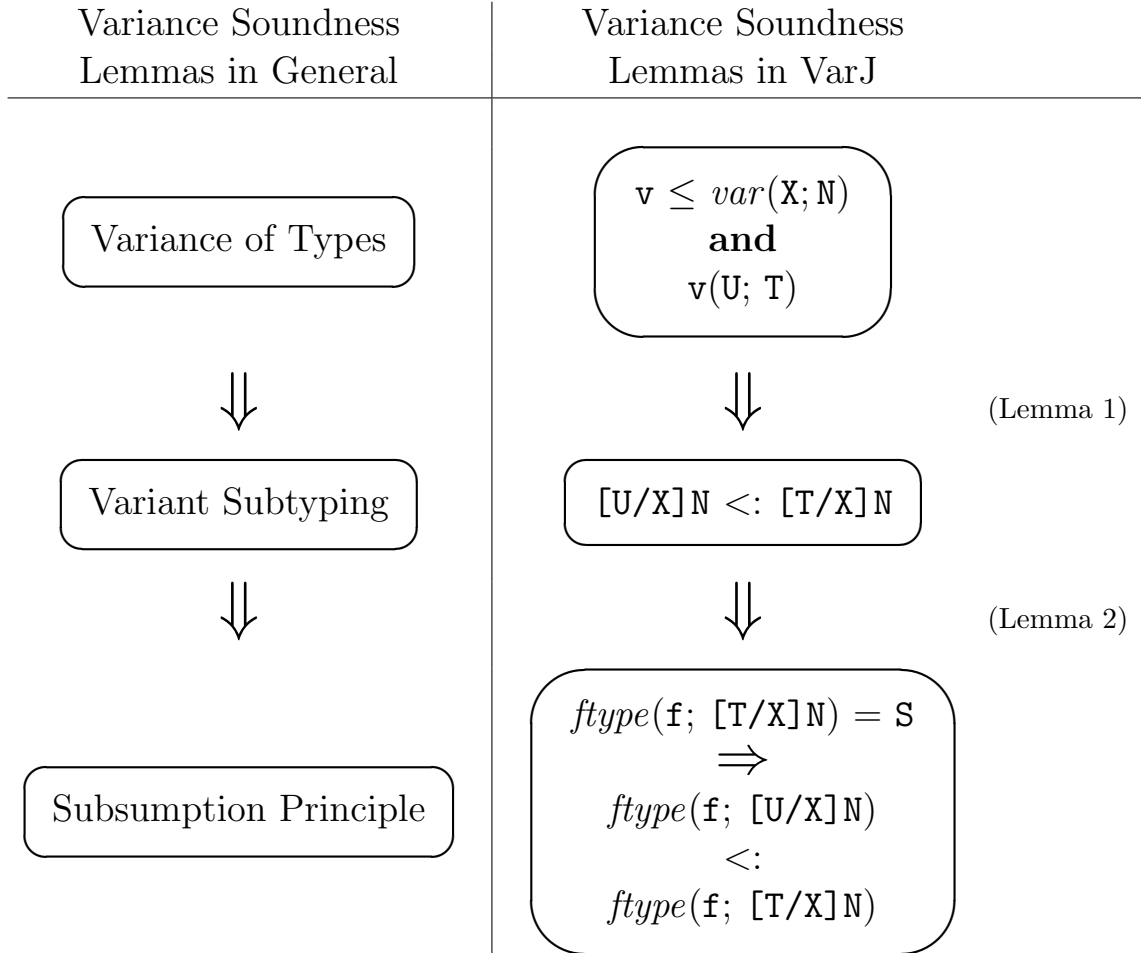 Variance Soundness
Lemmas in General
Variance Soundness
Lemmas in VarJ
Variance of Types
v ≤ var(X; N)
and
v(U; T)
⇓
⇓
(Lemma 1)
Variant Subtyping
[U/X]N <: [T/X]N
⇓
⇓
(Lemma 2)
Subsumption Principle
ftype(f; [T/X]N) = S
⟹
ftype(f; [U/X]N)
<:
ftype(f; [T/X]N)